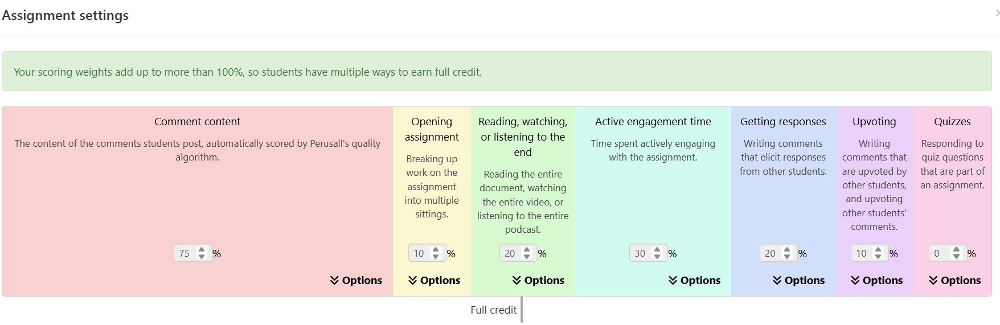 Assignment settings
Your scoring weights add up to more than 100%, so students have multiple ways to earn full credit.
Comment content
The content of the comments students post, automatically scored by Perusall's quality
algorithm.
75 %
Options
Opening
assignment
Breaking up
work on the
assignment
into multiple
sittings.
10 %
Options
Reading, watching,
or listening to the
end
Reading the entire
document, watching
the entire video, or
listening to the entire
podcast.
20 %
Options
Active engagement time
Time spent actively engaging
with the assignment.
30 %
Options
Getting responses
Writing comments
that elicit responses
from other students.
20 %
Options
Upvoting
Writing
comments that
are upvoted by
other students,
and upvoting
other students'
comments.
10 %
Options
Quizzes
Responding to
quiz questions
that are part of
an assignment.
0 %
Options
Full credit